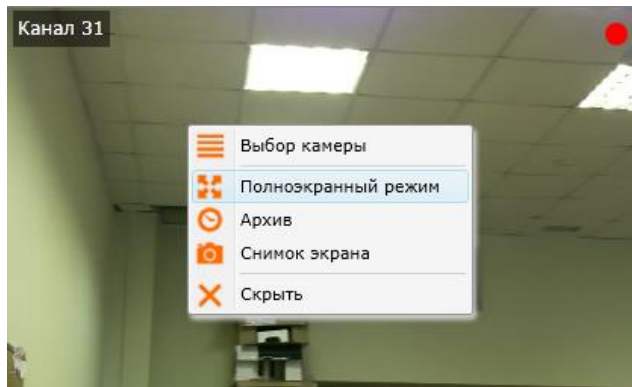 Канал 31
Выбор камеры
Полноэкранный режим
Архив
Снимок экрана
Скрыть